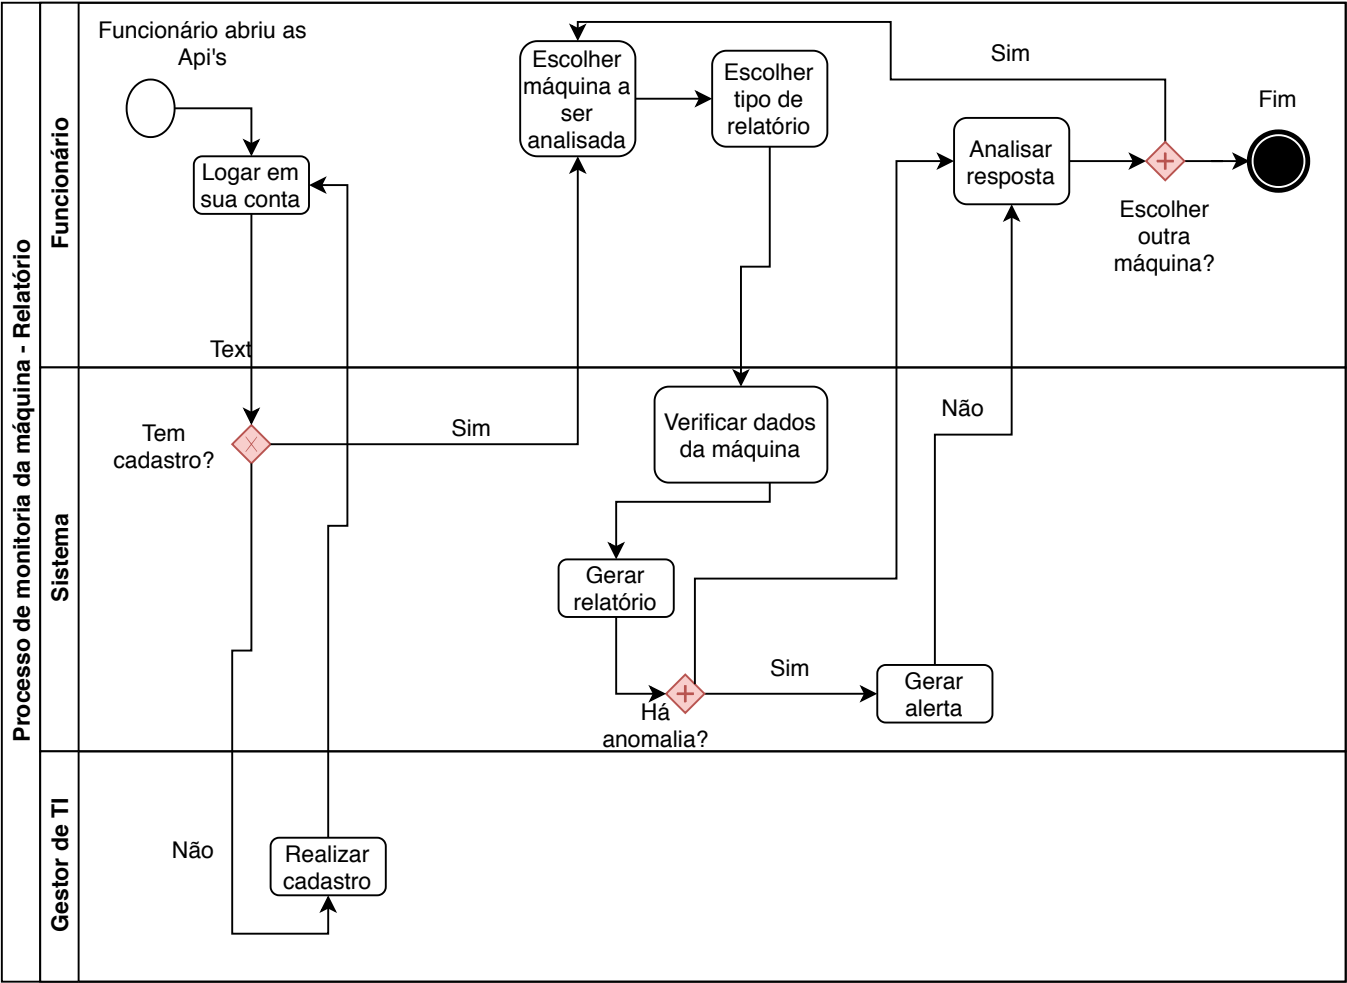 Processo de monitoria da máquina - Relatório
Funcionário
Funcionário abriu as
Api's
Logar em
sua conta
Text
Escolher
máquina a
ser
analisada
Escolher
tipo de
relatório
Sim
Analisar
resposta
Escolher
outra
máquina?
Fim
Sistema
Tem
cadastro?
X
Sim
Verificar dados
da máquina
Não
Gerar
relatório
Há
anomalia?
Sim
Gerar
alerta
Gestor de TI
Não
Realizar
cadastro